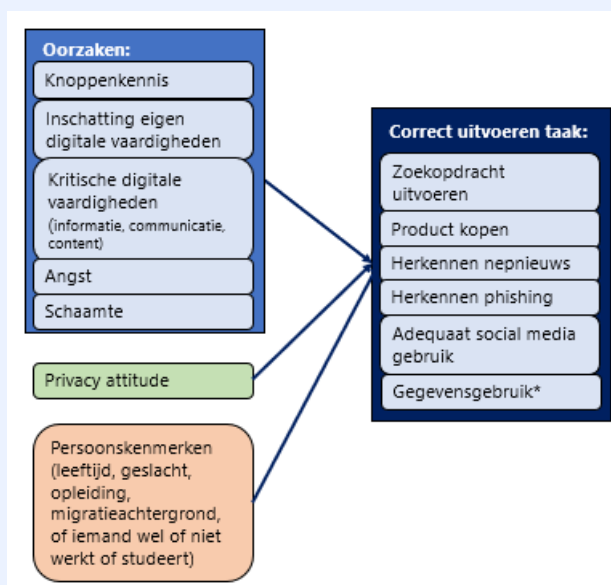 Oorzaken:
Knoppenkennis
Inschatting eigen
digitale vaardigheden
Kritische digitale
vaardigheden
(informatie, communicatie,
content)
Angst
Schaamte
Privacy attitude
Persoonskenmerken
(leeftijd, geslacht,
opleiding,
migratieachtergrond,
of iemand wel of niet
werkt of studeert)
Correct uitvoeren taak:
Zoekopdracht
uitvoeren
Product kopen
Herkennen nepnieuws
Herkennen phishing
Adequaat social media
gebruik
Gegevensgebruik*